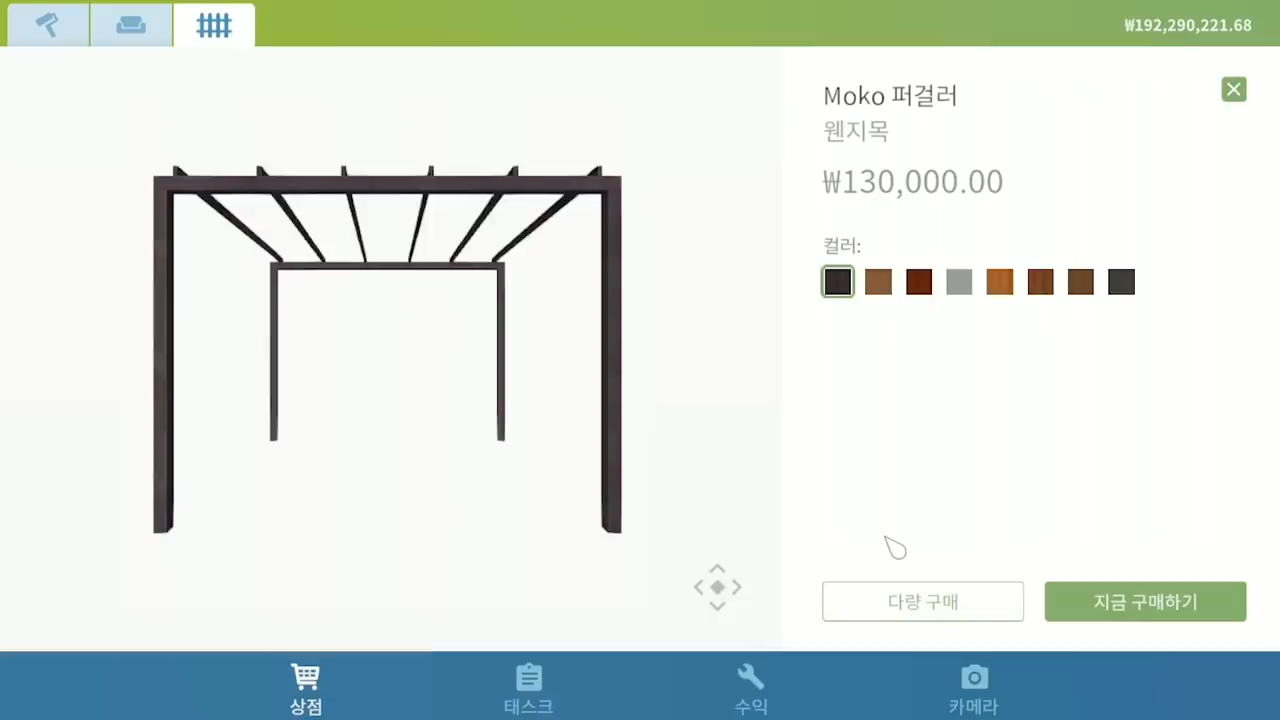 ₩192,290,221.68
Moko 퍼걸러
웬지목
₩130,000.00
컬러:
다량 구매
지금 구매하기
상점
태스크
수익
카메라